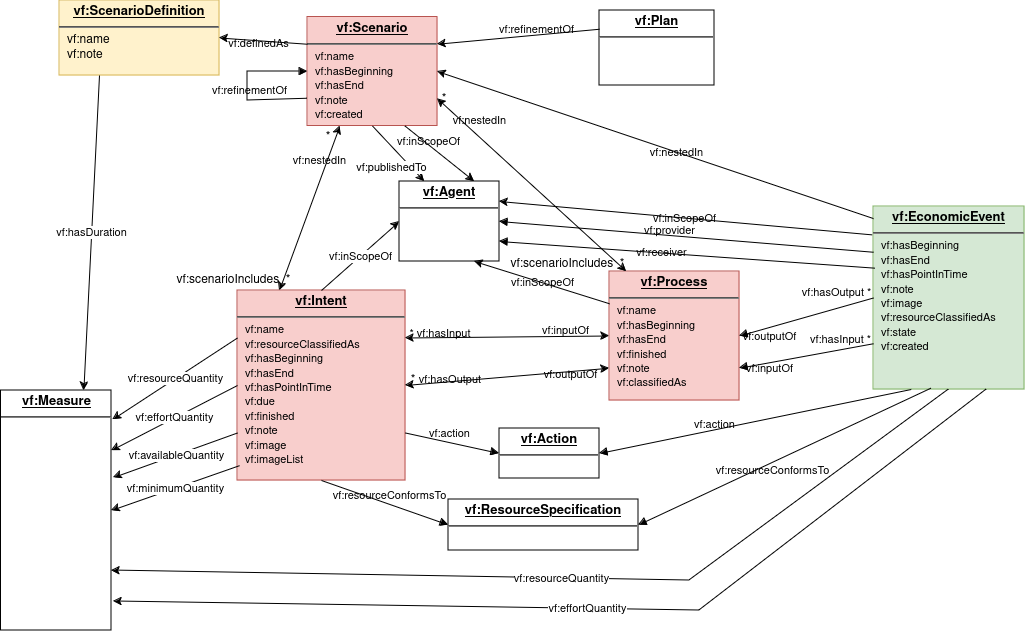 vf:ScenarioDefinition
vf:name
vf:note
vf:definedAs
vf:Scenario
vf:name
vf:hasBeginning
vf:hasEnd
vf:note
vf:created
vf:refinementOf
vf:refinementOf
vf:Plan
*
vf:nestedIn
*
vf:nestedIn
vf:inScopeOf
vf:publishedTo
vf:nestedIn
vf:Agent
vf:inScopeOf
vf:provider
vf:receiver
vf:EconomicEvent
vf:hasBeginning
vf:hasEnd
vf:hasPointInTime
vf:note
vf:image
vf:resourceClassifiedAs
vf:state
vf:created
vf:hasDuration
vf:inScopeOf
vf:scenarioIncludes *
vf:scenarioIncludes *
vf:inScopeOf
vf:Process
vf:name
vf:hasBeginning
vf:hasEnd
vf:finished
vf:note
vf:classifiedAs
vf:hasOutput *
vf:outputOf
vf:hasInput *
vf:inputOf
vf:Intent
vf:name
vf:resourceClassifiedAs
vf:hasBeginning
vf:hasEnd
vf:hasPointInTime
vf:due
vf:finished
vf:note
vf:image
vf:imageList
* vf:hasInput
vf:inputOf
* vf:hasOutput
vf:outputOf
vf:resourceQuantity
vf:effortQuantity
vf:availableQuantity
vf:minimumQuantity
vf:Measure
vf:action
vf:Action
vf:action
vf:resourceConformsTo
vf:resourceConformsTo
vf:ResourceSpecification
vf:resourceQuantity
vf:effortQuantity